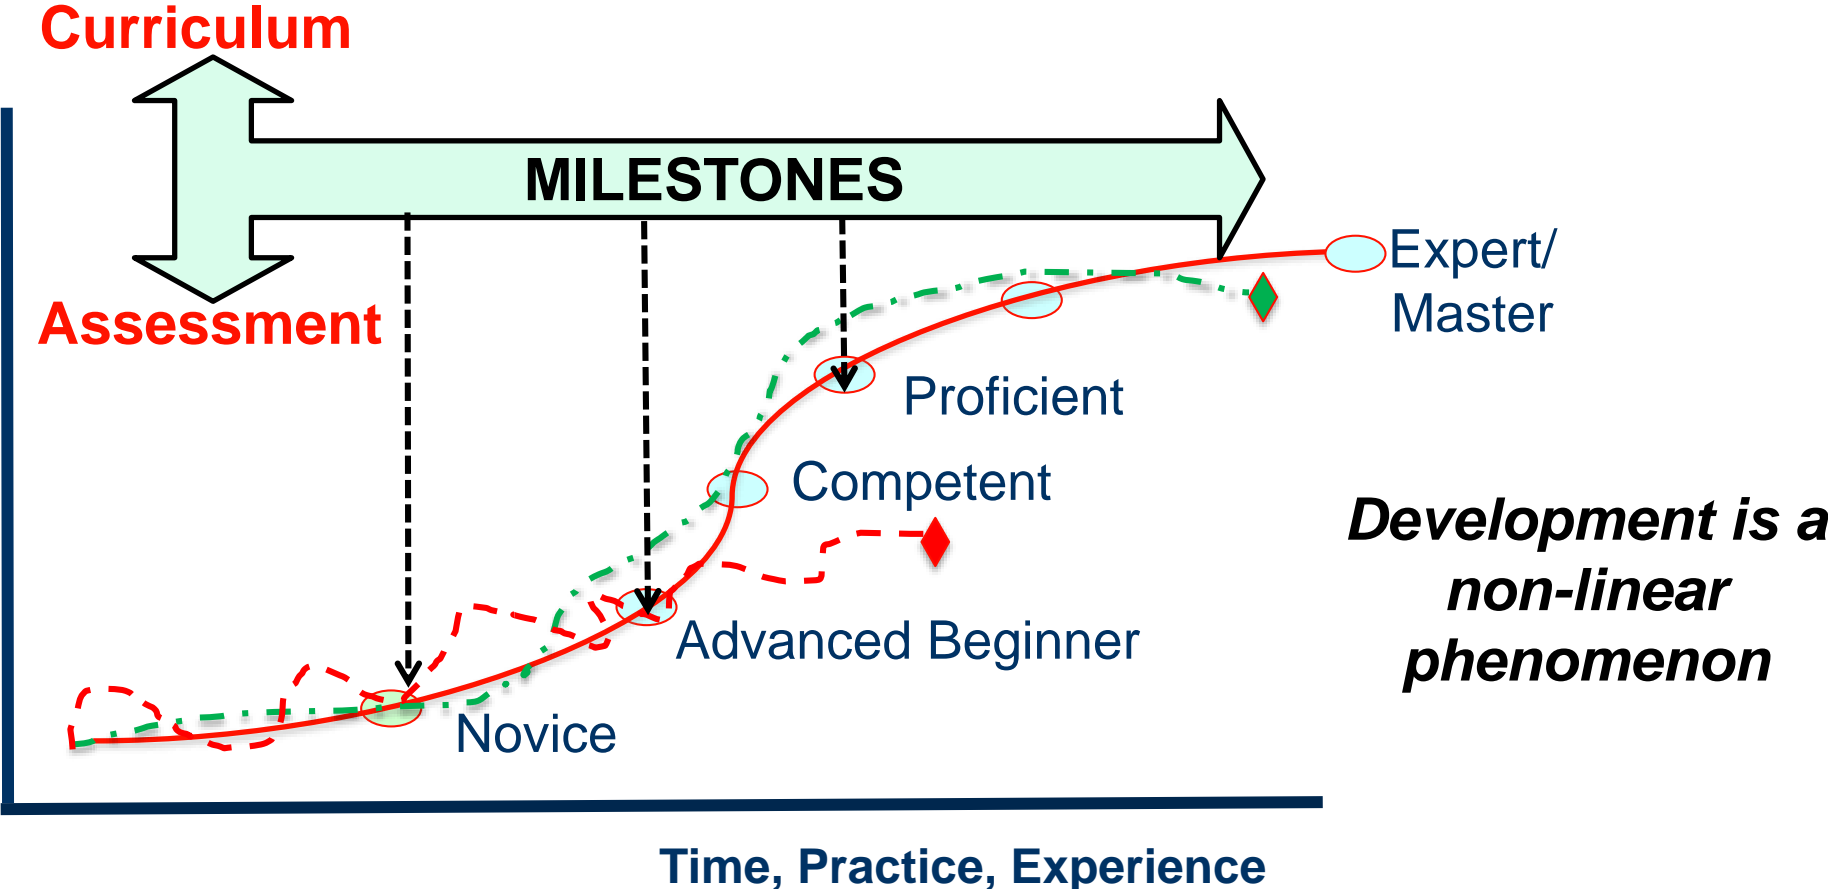 Curriculum
MILESTONES
Assessment
Expert/
Master
Proficient
Competent
Advanced Beginner
Novice
Development is a
non-linear
phenomenon
Time, Practice, Experience